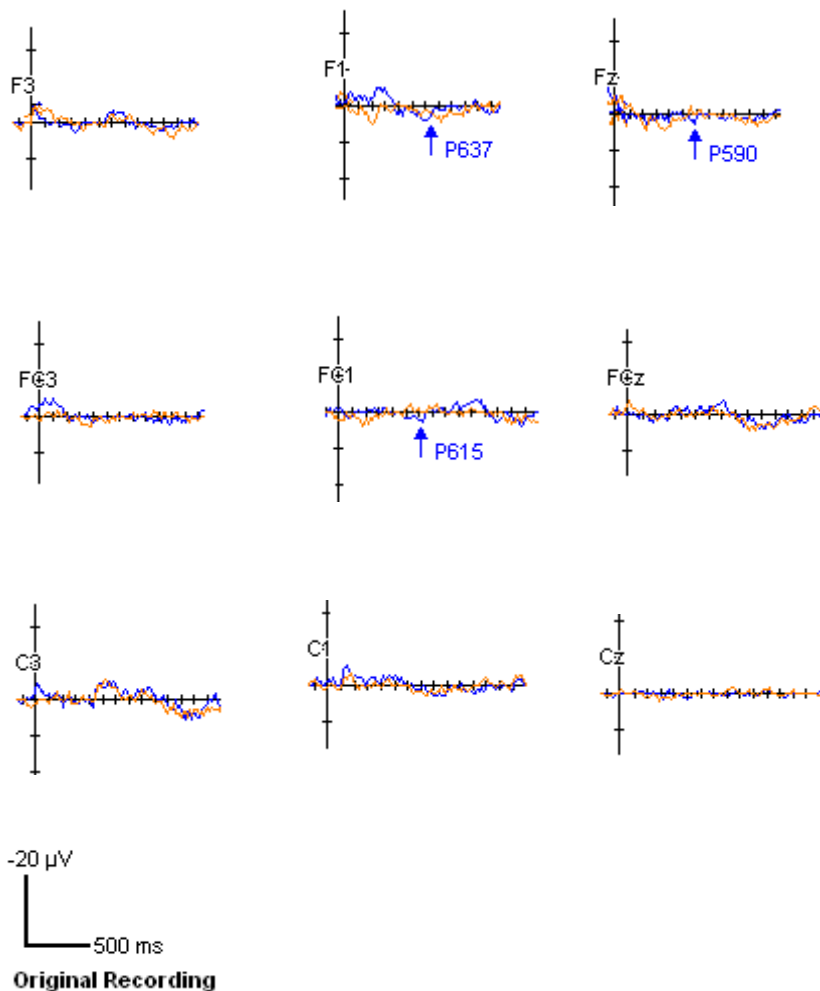 F3
F1
Fz
P637
P590
FC3
FC1
FCz
P615
C3
C1
Cz
-20 µV
500 ms
Original Recording